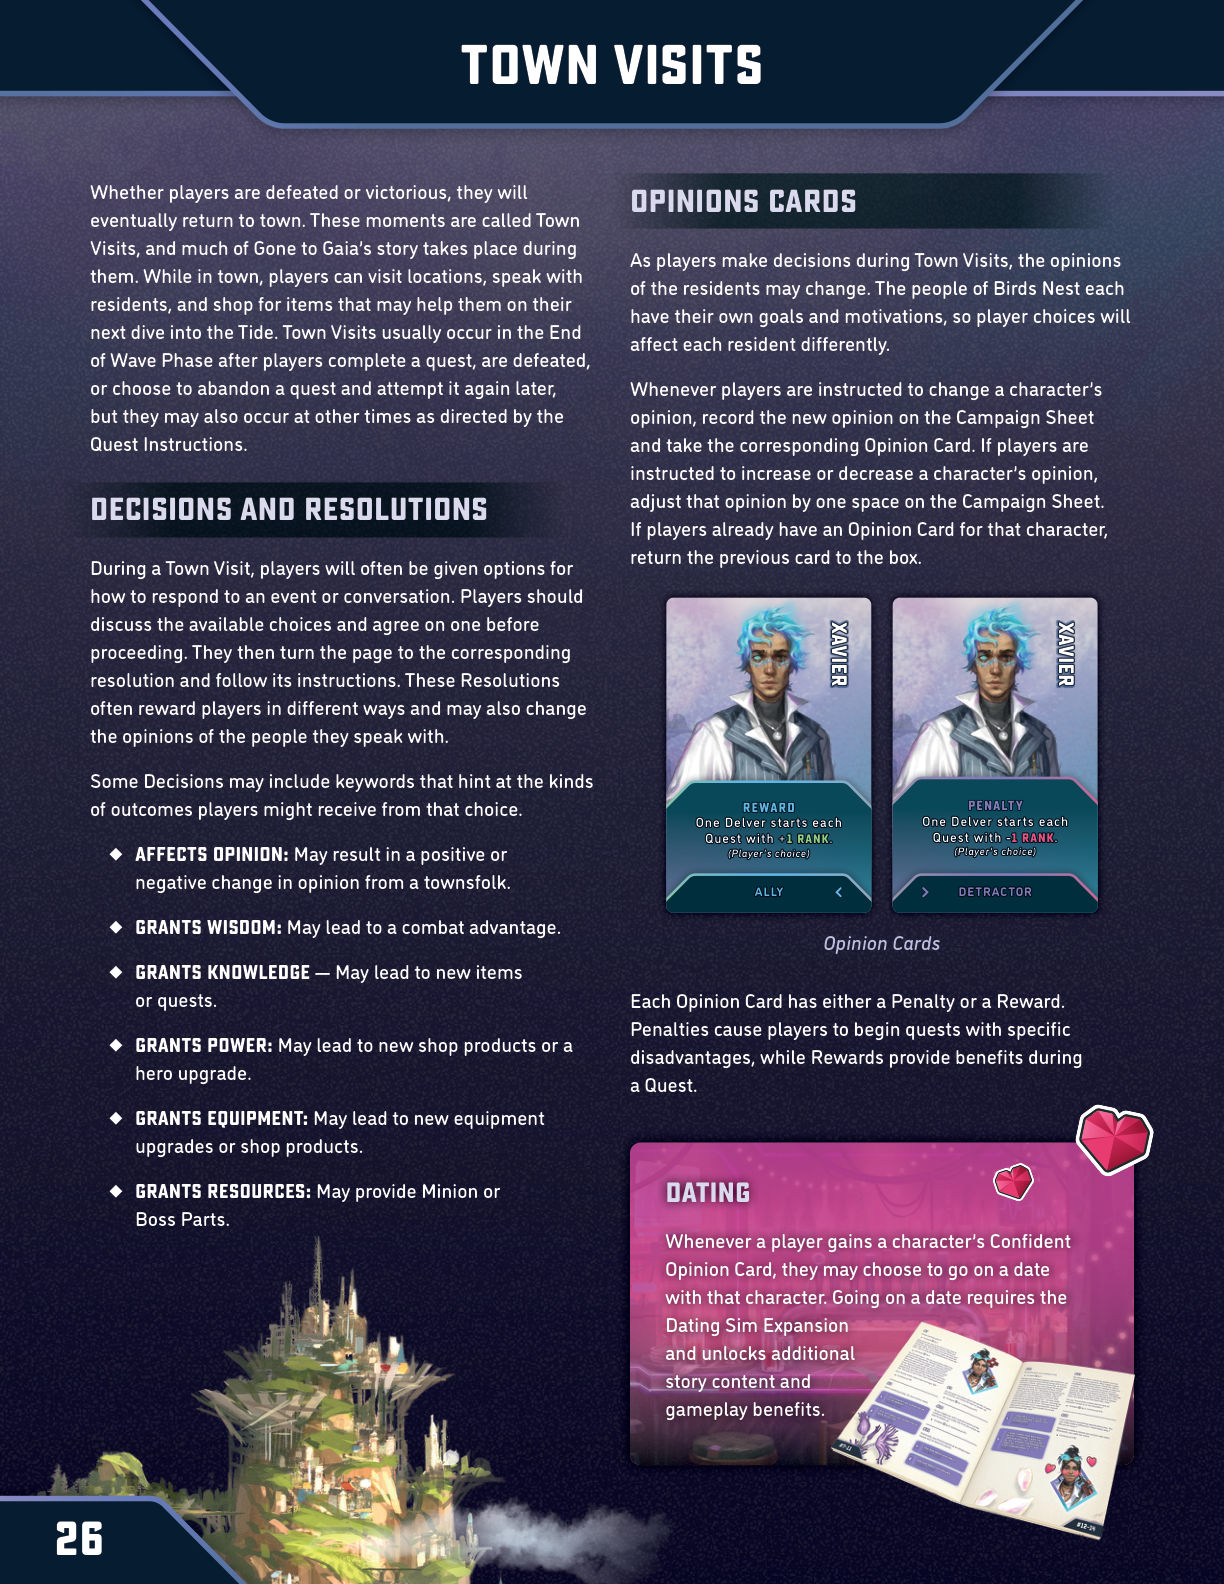 TOWN VISITS
Whether players are defeated or victorious, they will
eventually return to town. These moments are called Town
Visits, and much of Gone to Gaia's story takes place during
them. While in town, players can visit locations, speak with
residents, and shop for items that may help them on their
next dive into the Tide. Town Visits usually occur in the End
of Wave Phase after players complete a quest, are defeated,
or choose to abandon a quest and attempt it again later,
but they may also occur at other times as directed by the
Quest Instructions.
DECISIONS AND RESOLUTIONS
During a Town Visit, players will often be given options for
how to respond to an event or conversation. Players should
discuss the available choices and agree on one before
proceeding. They then turn the page to the corresponding
resolution and follow its instructions. These Resolutions
often reward players in different ways and may also change
the opinions of the people they speak with.
Some Decisions may include keywords that hint at the kinds
of outcomes players might receive from that choice.
◆ AFFECTS OPINION: May result in a positive or
negative change in opinion from a townsfolk.
◆ GRANTS WISDOM: May lead to a combat advantage.
◆ GRANTS KNOWLEDGE — May lead to new items
or quests.
◆ GRANTS POWER: May lead to new shop products or a
hero upgrade.
◆ GRANTS EQUIPMENT: May lead to new equipment
upgrades or shop products.
◆ GRANTS RESOURCES: May provide Minion or
Boss Parts.
OPINIONS CARDS
As players make decisions during Town Visits, the opinions
of the residents may change. The people of Birds Nest each
have their own goals and motivations, so player choices will
affect each resident differently.
Whenever players are instructed to change a character's
opinion, record the new opinion on the Campaign Sheet
and take the corresponding Opinion Card. If players are
instructed to increase or decrease a character's opinion,
adjust that opinion by one space on the Campaign Sheet.
If players already have an Opinion Card for that character,
return the previous card to the box.
XAVIER
REWARD
One Delver starts each
Quest with +1 RANK.
(Player's choice)
ALLY <
XAVIER
PENALTY
One Delver starts each
Quest with -1 RANK.
(Player's choice)
> DETRACTOR
Opinion Cards
Each Opinion Card has either a Penalty or a Reward.
Penalties cause players to begin quests with specific
disadvantages, while Rewards provide benefits during
a Quest.
DATING
Whenever a player gains a character's Confident
Opinion Card, they may choose to go on a date
with that character. Going on a date requires the
Dating Sim Expansion
and unlocks additional
story content and
gameplay benefits.
#7-11
#12-14
26